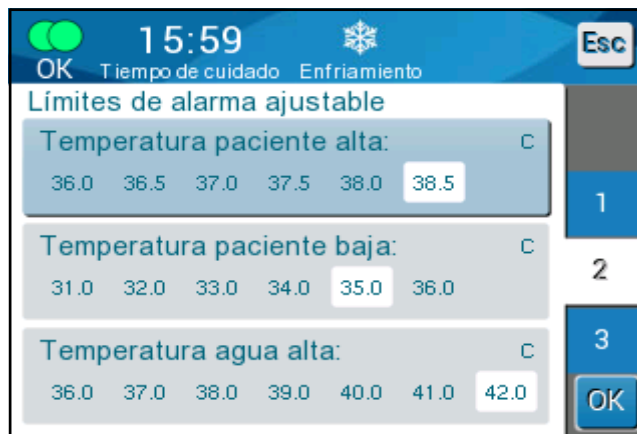 15:59 Esc
OK Tiempo de cuidado Enfriamiento
Límites de alarma ajustable
Temperatura paciente alta: C
36.0 36.5 37.0 37.5 38.0 38.5
1
Temperatura paciente baja: C
2
31.0 32.0 33.0 34.0 35.0 36.0
3
Temperatura agua alta: C
36.0 37.0 38.0 39.0 40.0 41.0 42.0
OK